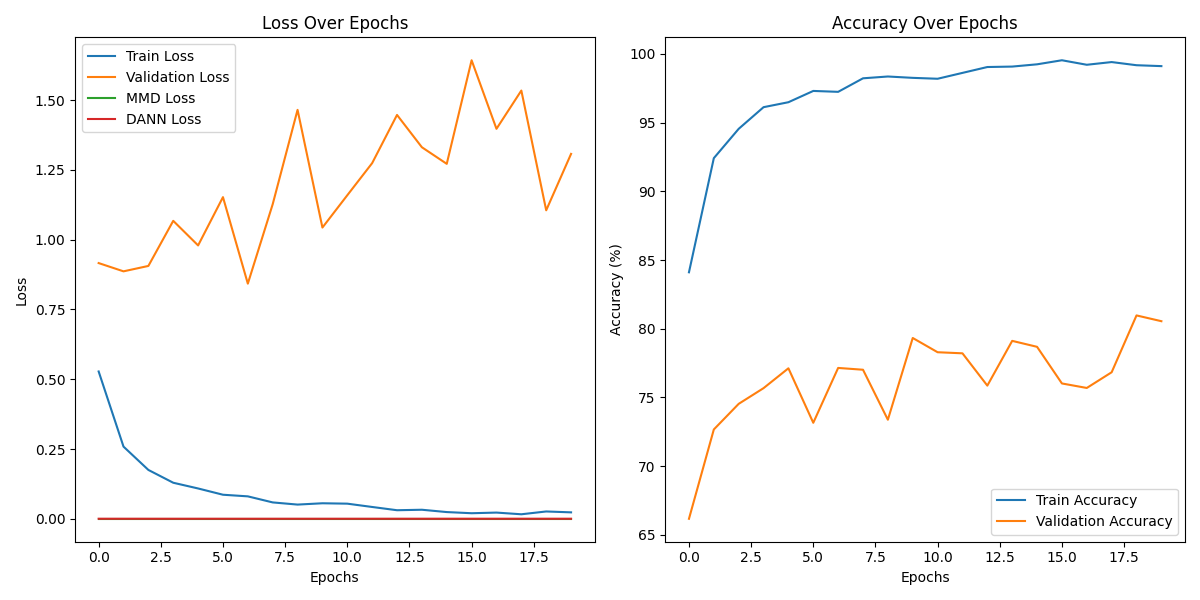 Loss Over Epochs
Train Loss
Validation Loss
MMD Loss
DANN Loss
1.50
1.25
1.00
0.75
0.50
0.25
0.00
Loss
0.0 2.5 5.0 7.5 10.0 12.5 15.0 17.5
Epochs
Accuracy Over Epochs
100
95
90
85
80
75
70
65
Accuracy (%)
Train Accuracy
Validation Accuracy
0.0 2.5 5.0 7.5 10.0 12.5 15.0 17.5
Epochs